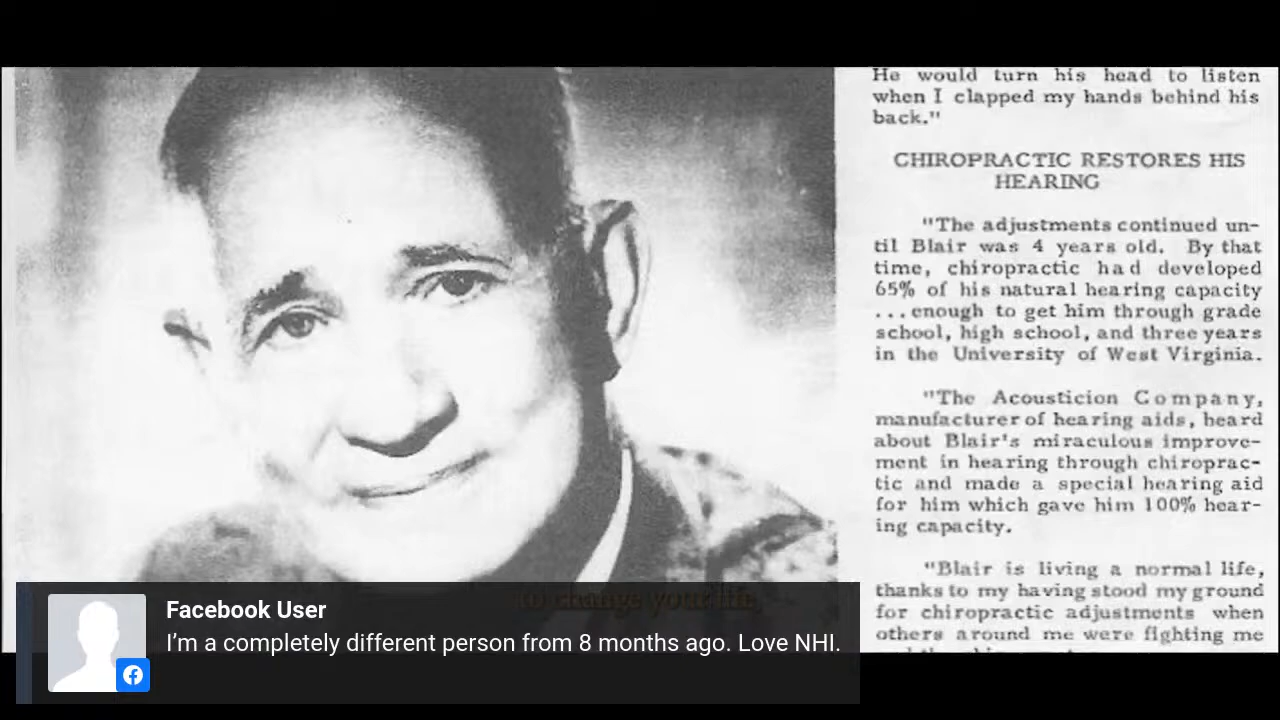 He would turn his head to listen
when I clapped my hands behind his
back."
CHIROPRACTIC RESTORES HIS
HEARING
"The adjustments continued un-
til Blair was 4 years old. By that
time, chiropractic had developed
65% of his natural hearing capacity
...enough to get him through grade
school, high school, and three years
in the University of West Virginia.
"The Acousticion Company,
manufacturer of hearing aids, heard
about Blair's miraculous improve-
ment in hearing through chiroprac-
tic and made a special hearing aid
for him which gave him 100% hear-
ing capacity.
"Blair is living a normal life,
thanks to my having stood my ground
for chiropractic adjustments when
others around me were fighting me
to change your life,
Facebook User
I’m a completely different person from 8 months ago. Love NHI.